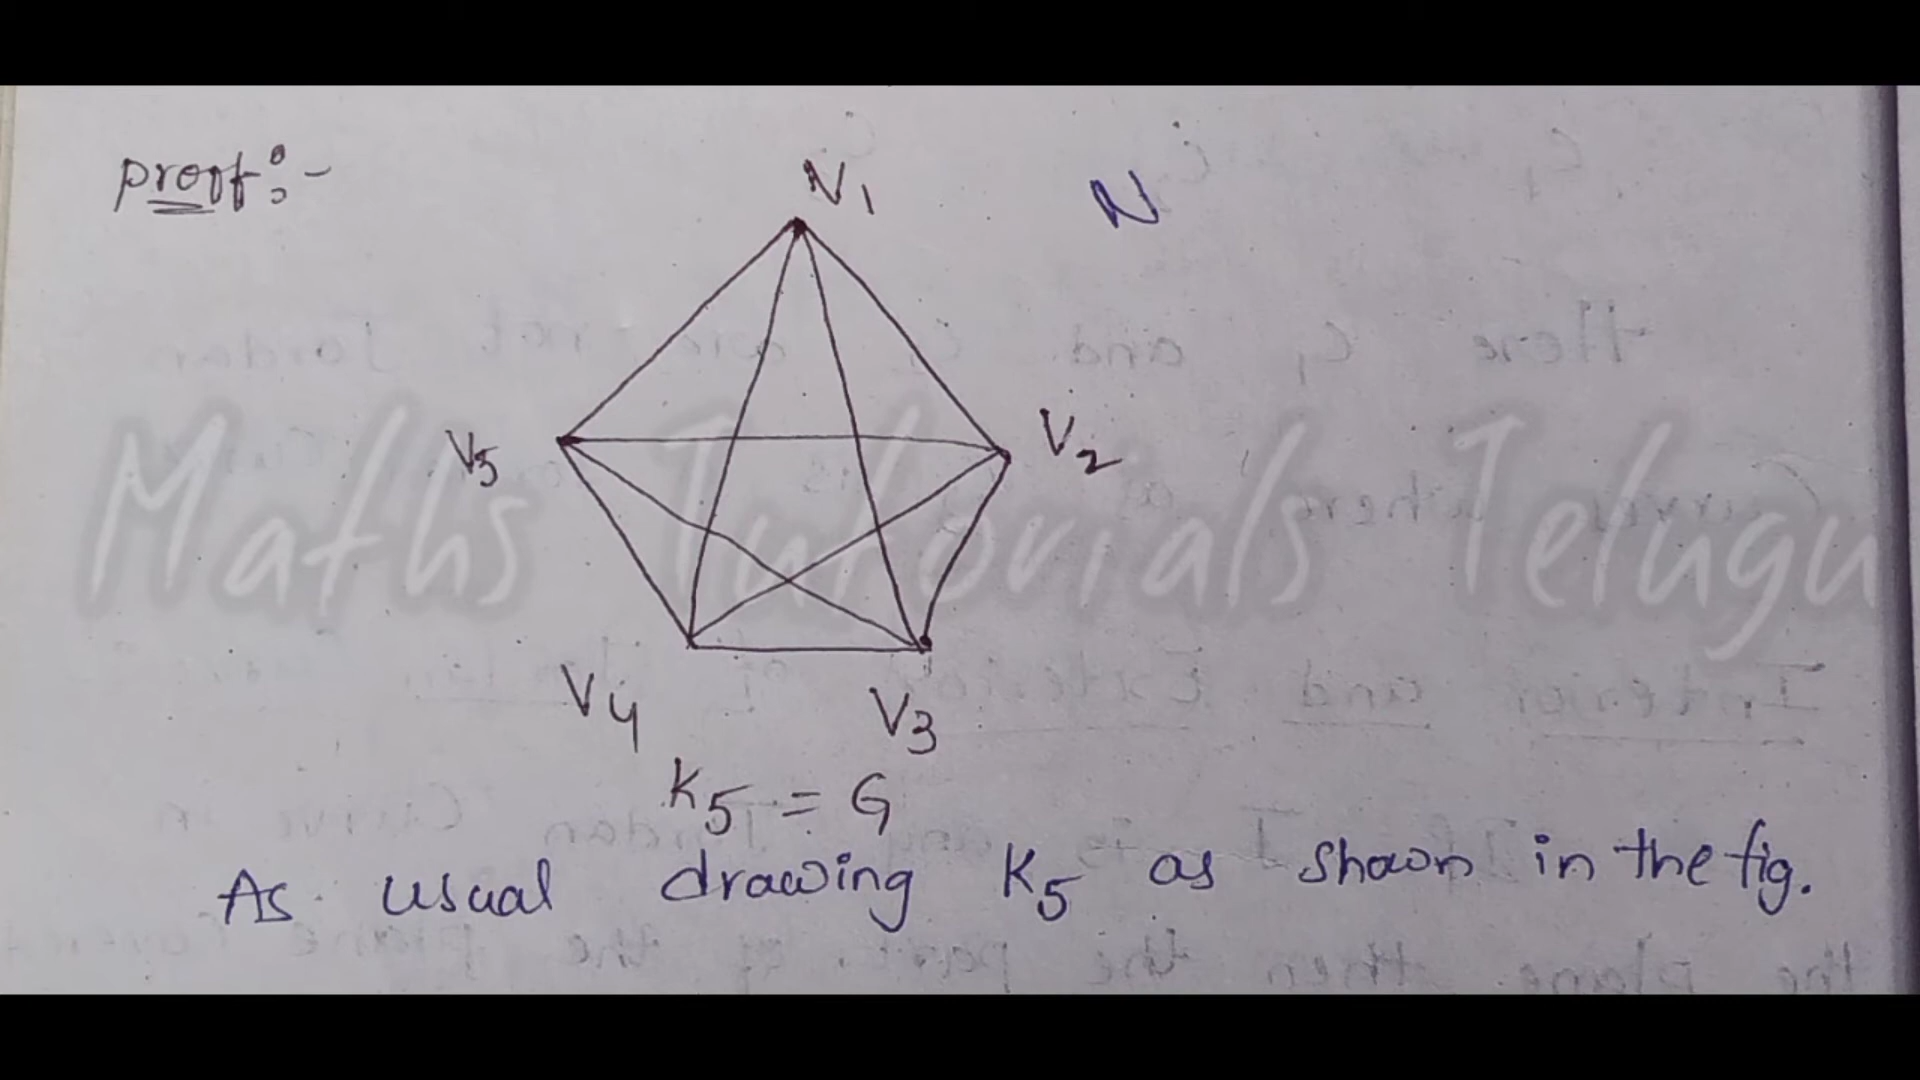 proof:-
V1
N
V5
V2
V4
V3
K5 = G
As usual drawing K5 as shown in the fig.
Maths Tutorials Telugu